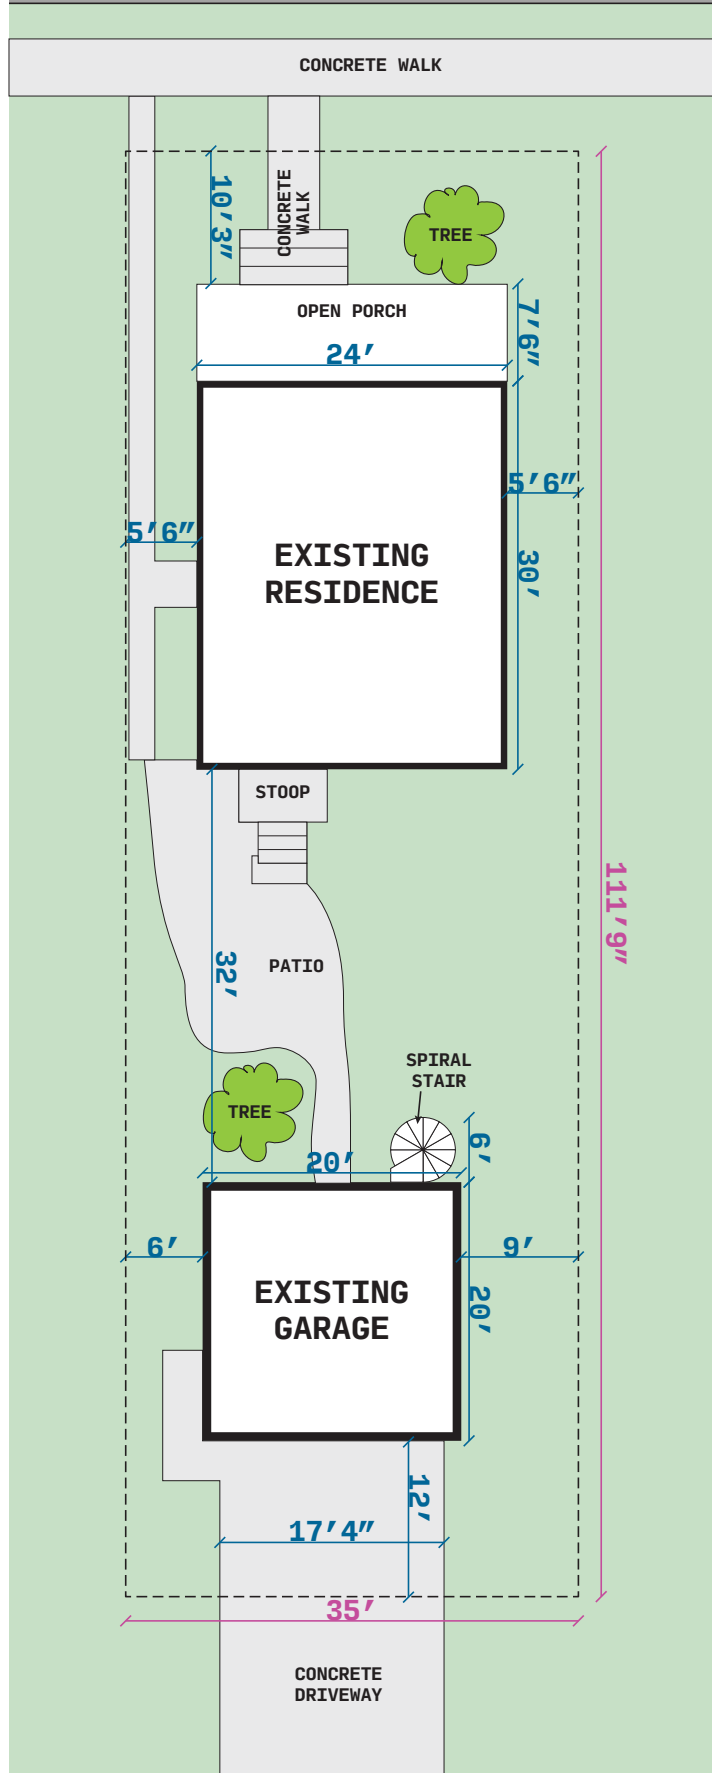 CONCRETE WALK
CONCRETE
WALK
10′3″
TREE
OPEN PORCH
7′6″
24′
5′6″
5′6″
EXISTING
RESIDENCE
30′
STOOP
111′9″
PATIO
32′
SPIRAL
STAIR
TREE
6′
20′
6′
9′
EXISTING
GARAGE
20′
12′
17′4″
35′
CONCRETE
DRIVEWAY